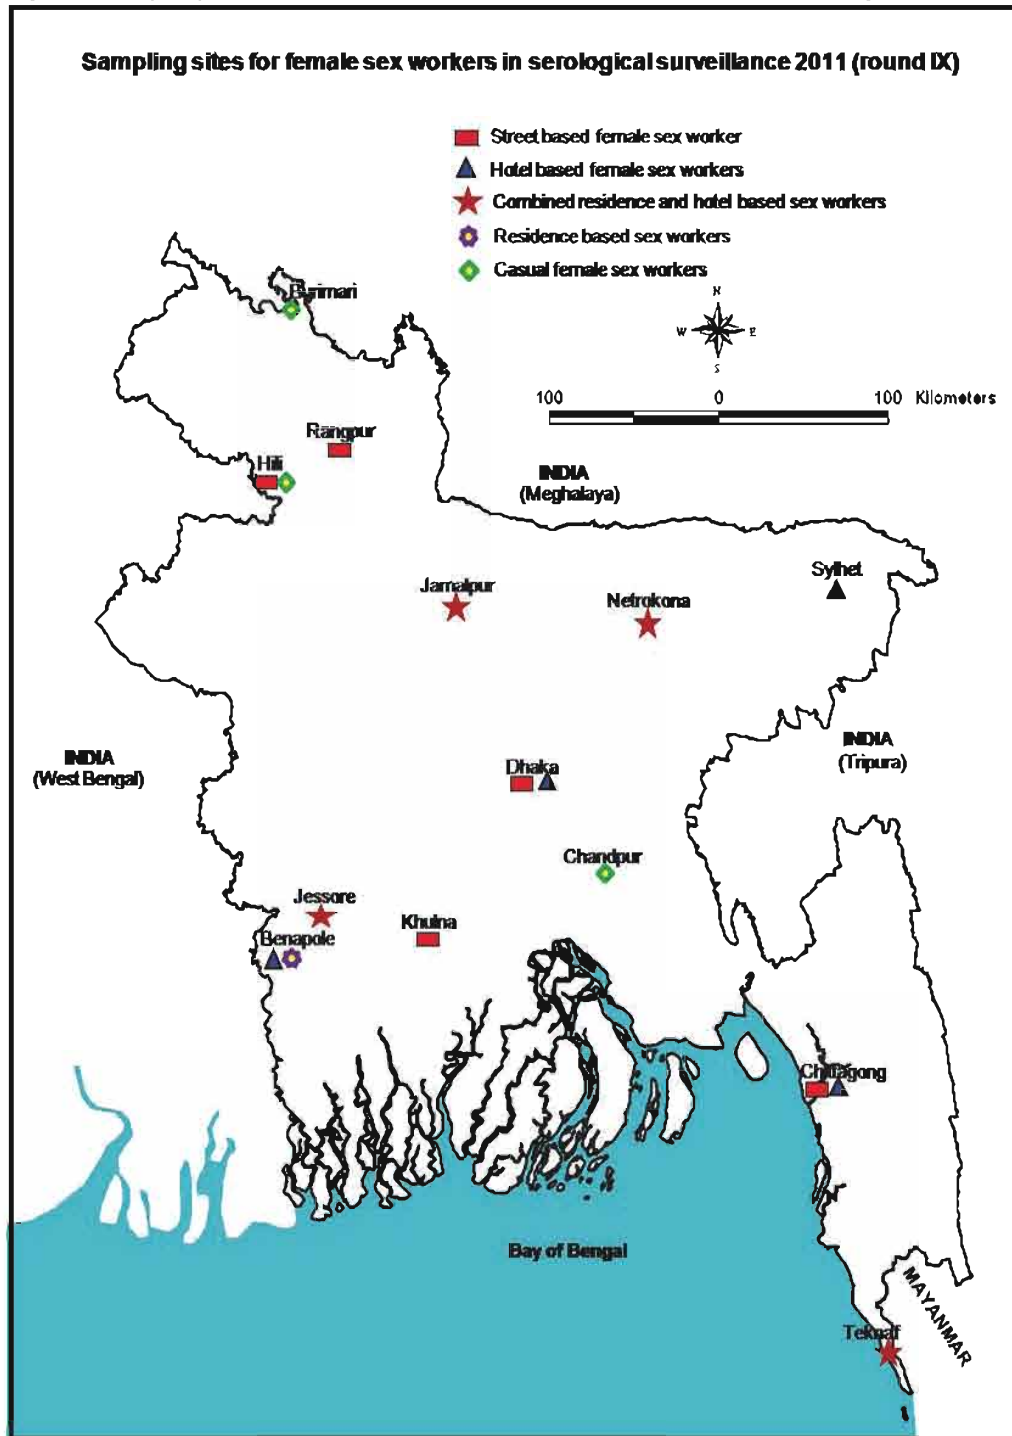 Sampling sites for female sex workers in serological surveillance 2011 (round IX)
Street based female sex worker
Hotel based female sex workers
Combined residence and hotel based sex workers
Residence based sex workers
Casual female sex workers
Burimari
N
W E
S
100 0 100 Kilometers
Rangpur
Hili
INDIA
(Meghalaya)
Sylhet
Jamalpur
Netrokona
INDIA
(West Bengal)
INDIA
(Tripura)
Dhaka
Chandpur
Jessore
Khulna
Benapole
Chittagong
Bay of Bengal
MAYANMAR
Teknaf